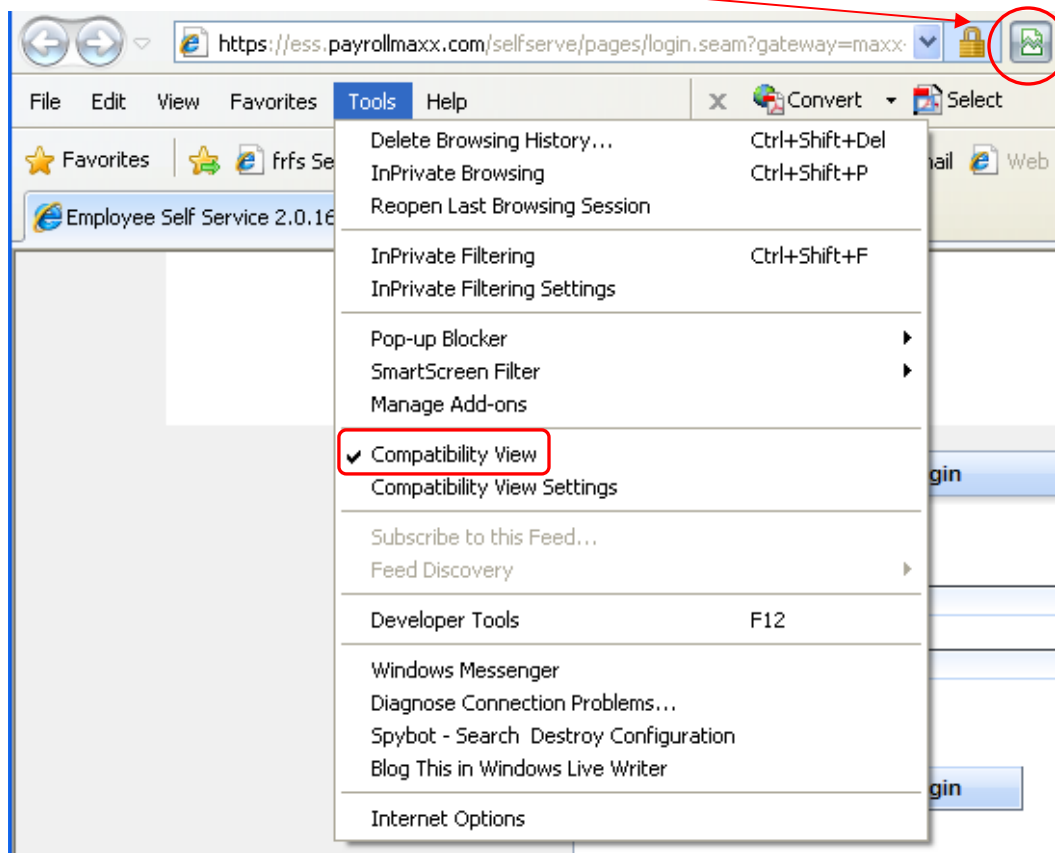 https://ess.payrollmaxx.com/selfserve/pages/login.seam?gateway=maxx-
File Edit View Favorites Tools Help x Convert Select
Favorites frfs Se ail Web
Employee Self Service 2.0.16
Delete Browsing History... Ctrl+Shift+Del
InPrivate Browsing Ctrl+Shift+P
Reopen Last Browsing Session
InPrivate Filtering Ctrl+Shift+F
InPrivate Filtering Settings
Pop-up Blocker
SmartScreen Filter
Manage Add-ons
Compatibility View
gin
Compatibility View Settings
Subscribe to this Feed...
Feed Discovery
Developer Tools F12
Windows Messenger
Diagnose Connection Problems...
Spybot - Search Destroy Configuration
Blog This in Windows Live Writer
gin
Internet Options